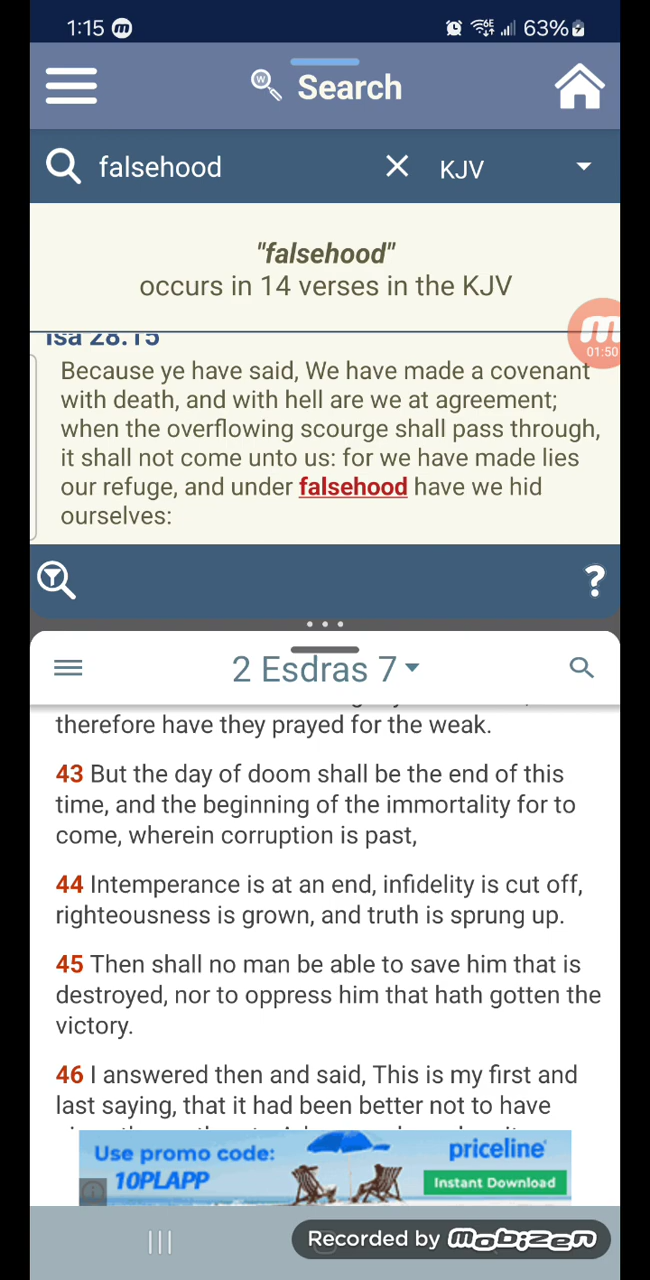 1:15 m 63%
Search
falsehood KJV
"falsehood"
occurs in 14 verses in the KJV
Isa 28:15
01:50
Because ye have said, We have made a covenant
with death, and with hell are we at agreement;
when the overflowing scourge shall pass through,
it shall not come unto us: for we have made lies
our refuge, and under falsehood have we hid
ourselves:
?
2 Esdras 7
therefore have they prayed for the weak.
43 But the day of doom shall be the end of this
time, and the beginning of the immortality for to
come, wherein corruption is past,
44 Intemperance is at an end, infidelity is cut off,
righteousness is grown, and truth is sprung up.
45 Then shall no man be able to save him that is
destroyed, nor to oppress him that hath gotten the
victory.
46 I answered then and said, This is my first and
last saying, that it had been better not to have
Use promo code:
10PLAPP
priceline
Instant Download
Recorded by mobizen